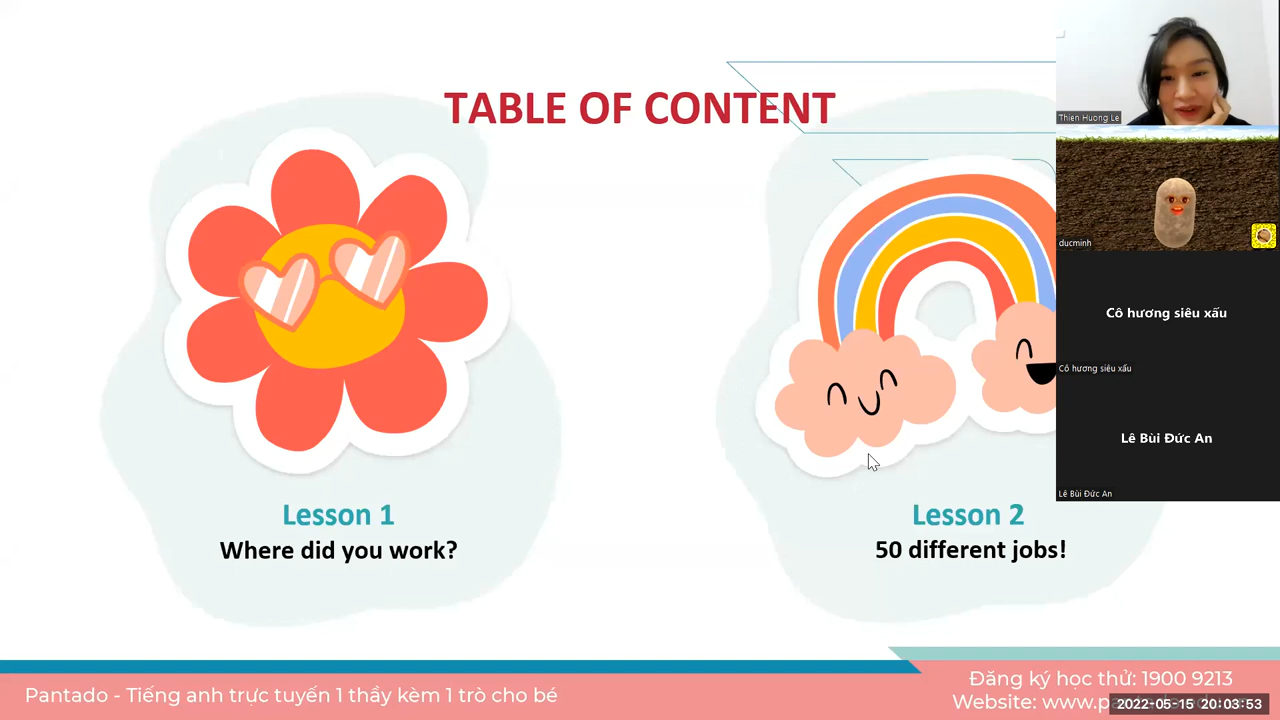 TABLE OF CONTENT
Thien Huong Le
ducminh
Cô hương siêu xấu
Cô hương siêu xấu
Lê Bùi Đức An
Lê Bùi Đức An
Lesson 1
Where did you work?
Lesson 2
50 different jobs!
Pantado - Tiếng anh trực tuyến 1 thầy kèm 1 trò cho bé
Đăng ký học thử: 1900 9213
Website: www.
2022-05-15 20:03:53